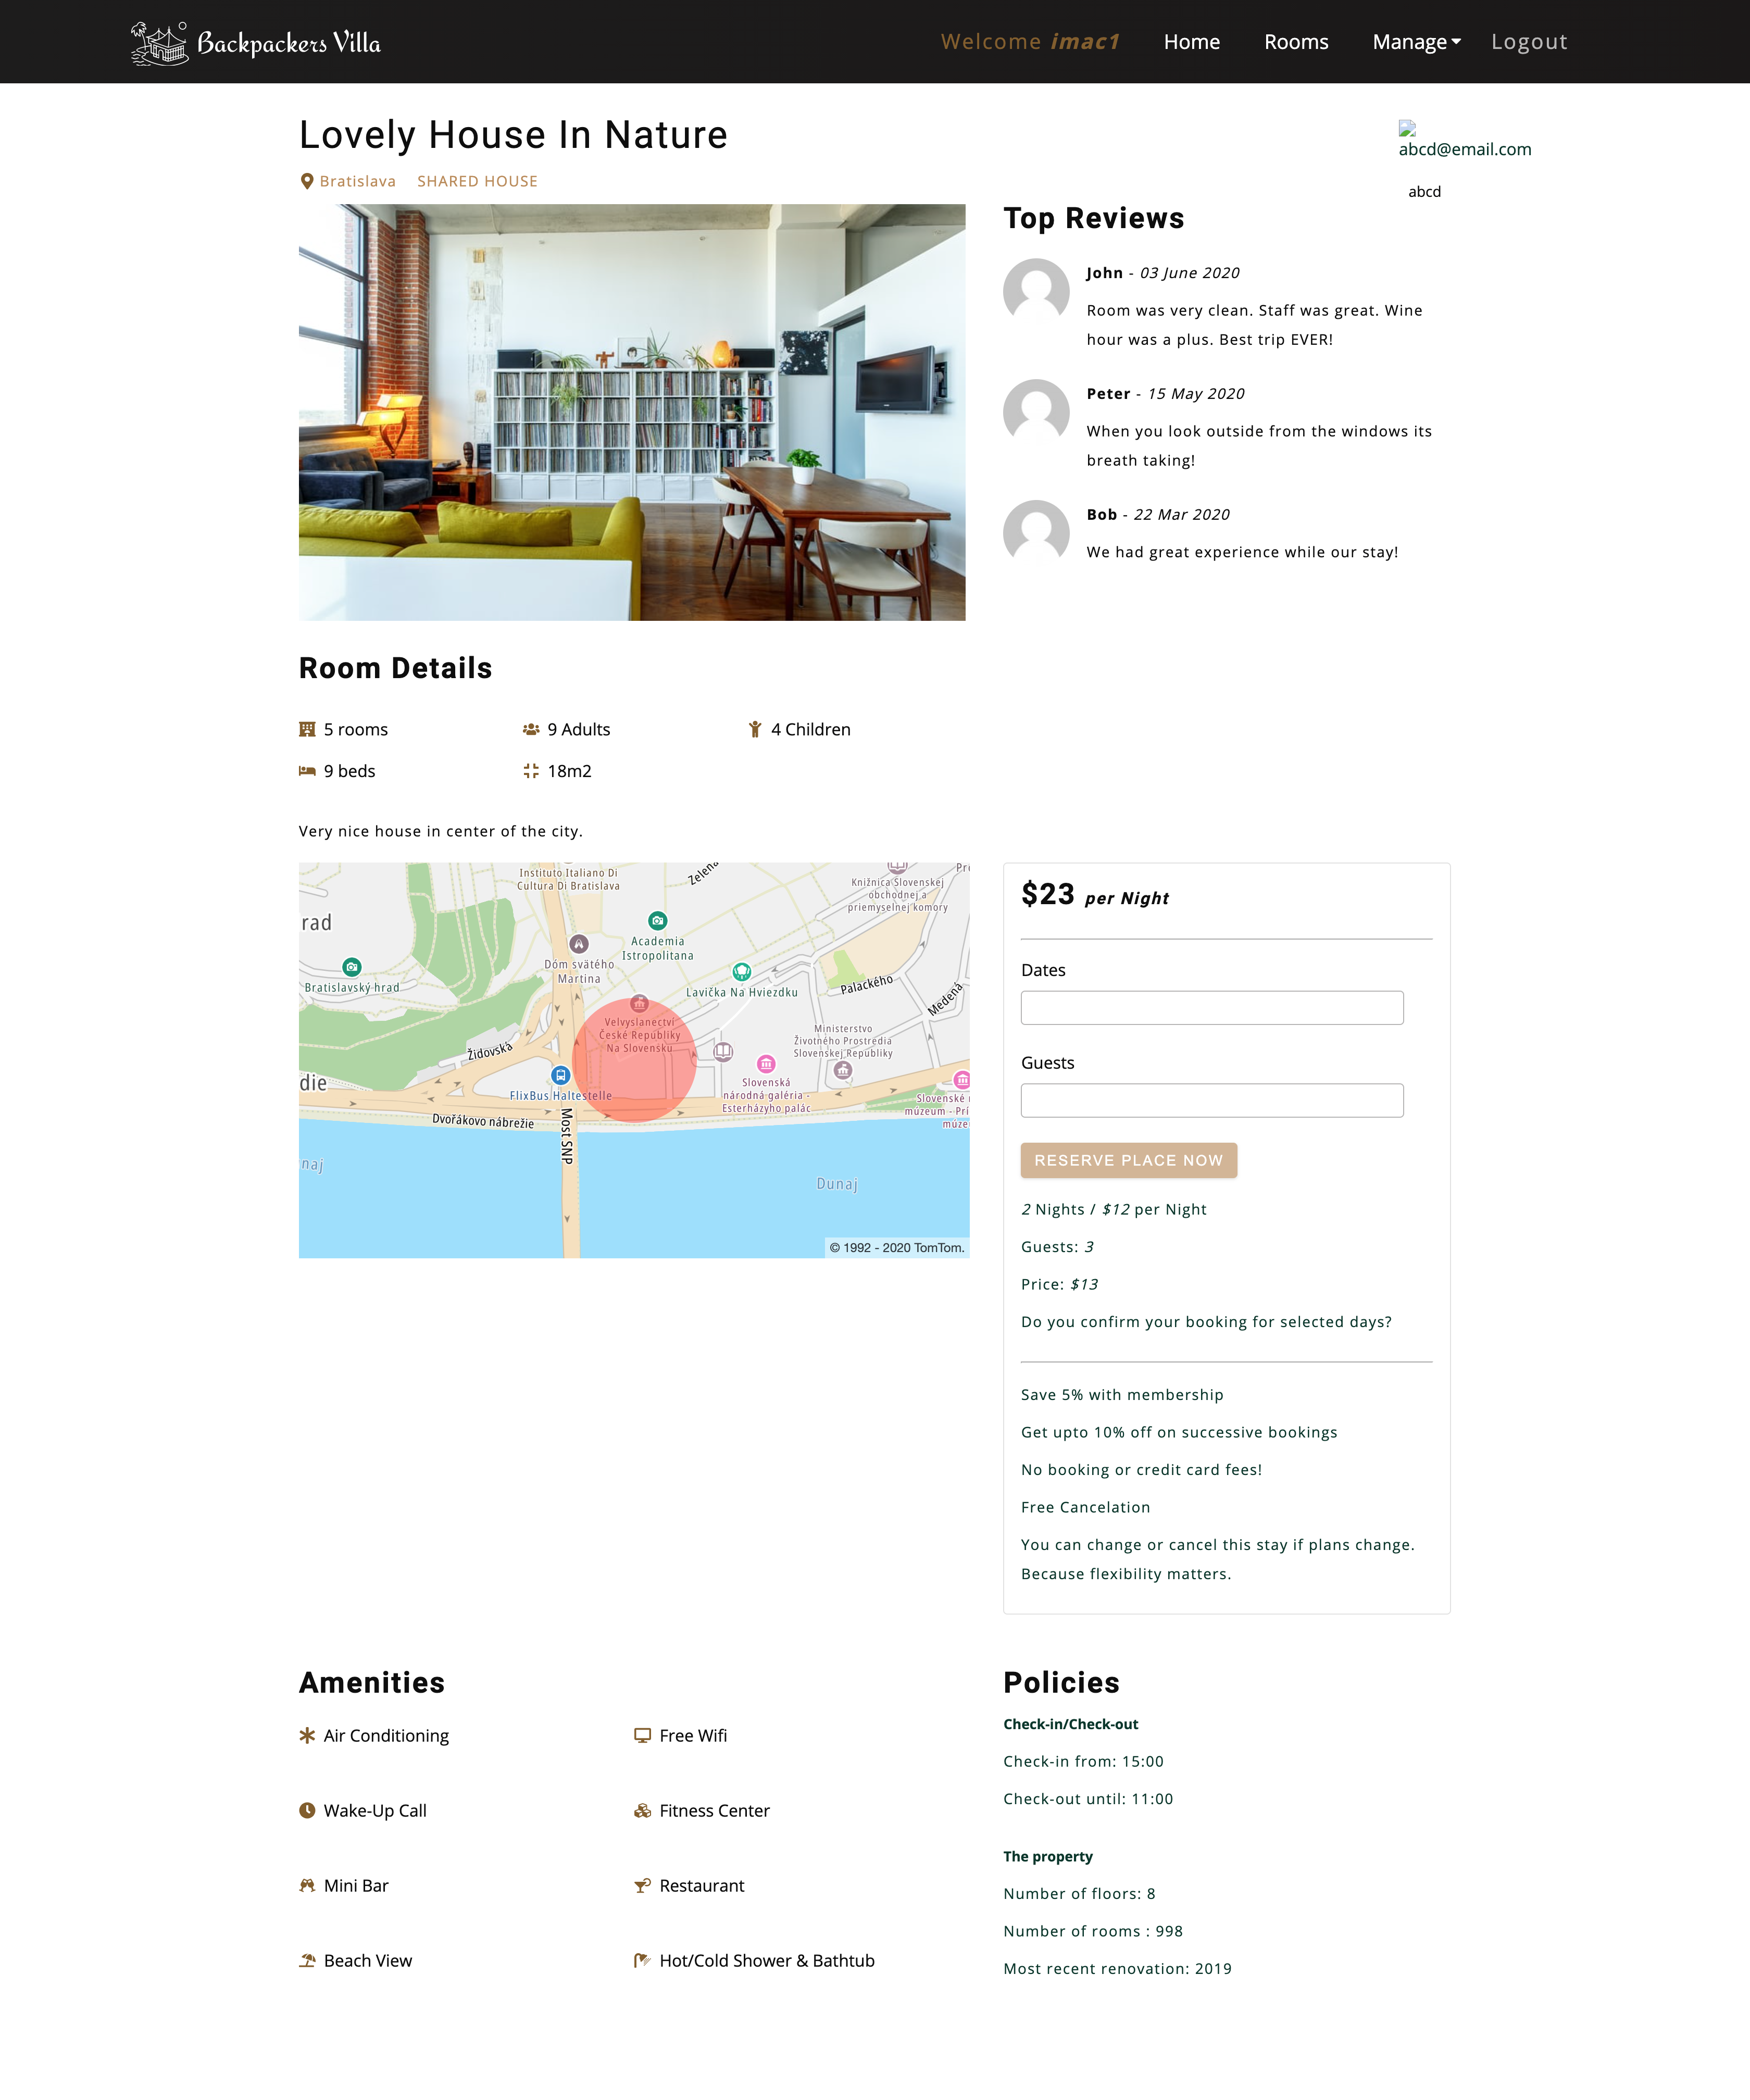 Backpackers Villa
Welcome imac1
Home
Rooms
Manage
Logout
Lovely House In Nature
abcd@email.com
abcd
Bratislava
SHARED HOUSE
Top Reviews
John - 03 June 2020
Room was very clean. Staff was great. Wine
hour was a plus. Best trip EVER!
Peter - 15 May 2020
When you look outside from the windows its
breath taking!
Bob - 22 Mar 2020
We had great experience while our stay!
Room Details
5 rooms
9 Adults
4 Children
9 beds
18m2
Very nice house in center of the city.
Instituto Italiano Di
Cultura Di Bratislava
Zelená
Knižnica Slovenskej
obchodnej a
priemyselnej komory
rad
Academia
Istropolitana
Dóm svätého
Martina
Bratislavský hrad
Lavička Na Hviezdku
Palackého
Medená
Velvyslanectví
České Republiky
Na Slovensku
Ministerstvo
Životného Prostredia
Slovenskej Republiky
Židovská
die
FlixBus Haltestelle
Slovenská
národná galéria -
Esterházyho palác
Slovenské
múzeum - Prí
múze
Dvořákovo nábrežie
Most SNP
naj
Dunaj
© 1992 - 2020 TomTom.
$23 per Night
Dates
Guests
RESERVE PLACE NOW
2 Nights / $12 per Night
Guests: 3
Price: $13
Do you confirm your booking for selected days?
Save 5% with membership
Get upto 10% off on successive bookings
No booking or credit card fees!
Free Cancelation
You can change or cancel this stay if plans change.
Because flexibility matters.
Amenities
Air Conditioning
Free Wifi
Wake-Up Call
Fitness Center
Mini Bar
Restaurant
Beach View
Hot/Cold Shower & Bathtub
Policies
Check-in/Check-out
Check-in from: 15:00
Check-out until: 11:00
The property
Number of floors: 8
Number of rooms : 998
Most recent renovation: 2019